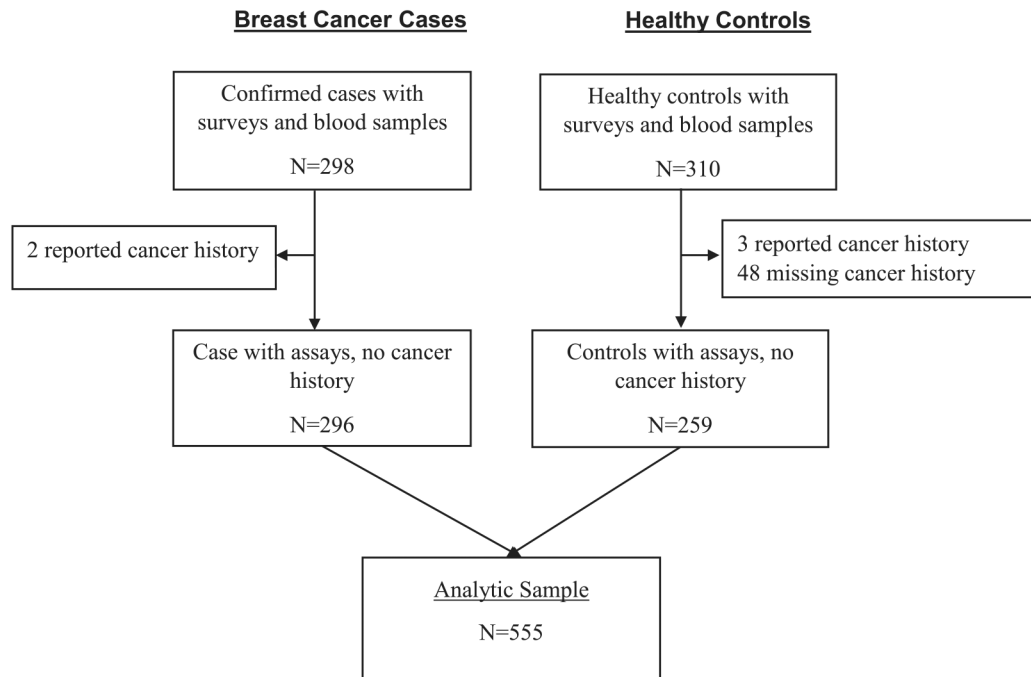 Breast Cancer Cases
Healthy Controls
Confirmed cases with
surveys and blood samples
N=298
Healthy controls with
surveys and blood samples
N=310
2 reported cancer history
3 reported cancer history
48 missing cancer history
Case with assays, no cancer
history
N=296
Controls with assays, no
cancer history
N=259
Analytic Sample
N=555